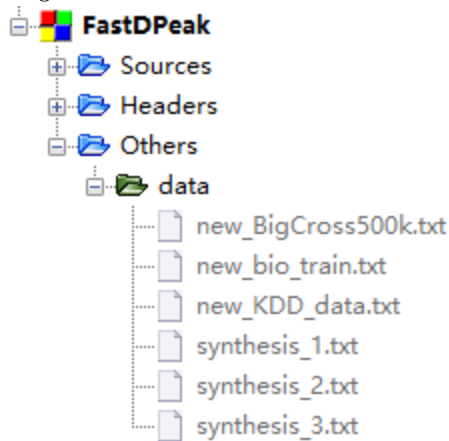 FastDPeak
Sources
Headers
Others
data
new_BigCross500k.txt
new_bio_train.txt
new_KDD_data.txt
synthesis_1.txt
synthesis_2.txt
synthesis_3.txt